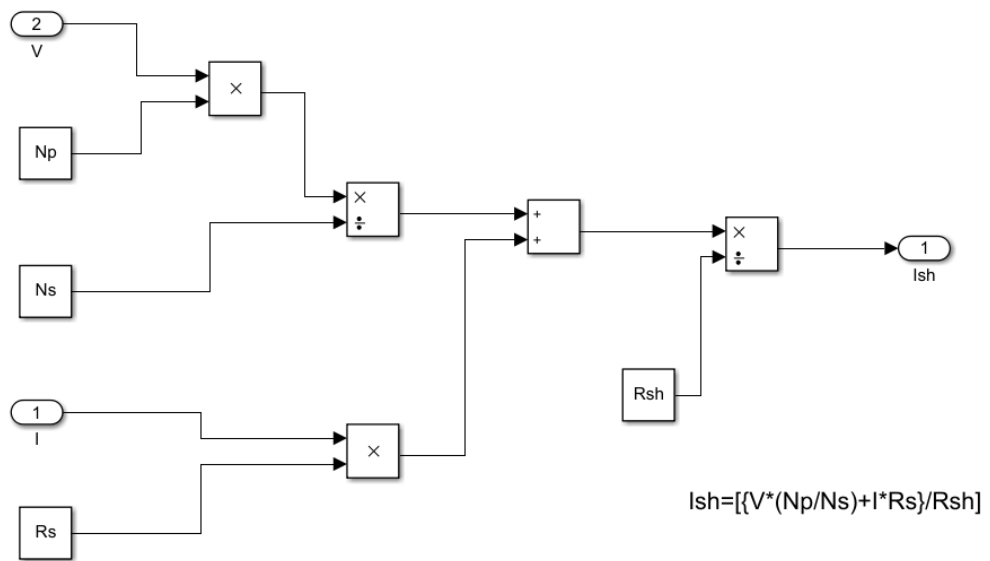 2
V
×
Np
×
÷
Ns
+
+
×
÷
1
Ish
Rsh
1
I
×
Rs
Ish=[{V*(Np/Ns)+I*Rs}/Rsh]